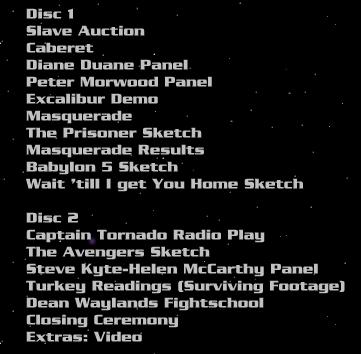 Disc 1
Slave Auction
Caberet
Diane Duane Panel
Peter Morwood Panel
Excalibur Demo
Masquerade
The Prisoner Sketch
Masquerade Results
Babylon 5 Sketch
Wait 'till I get You Home Sketch
Disc 2
Captain Tornado Radio Play
The Avengers Sketch
Steve Kyte-Helen McCarthy Panel
Turkey Readings (Surviving Footage)
Dean Waylands Fightschool
Closing Ceremony
Extras: Video